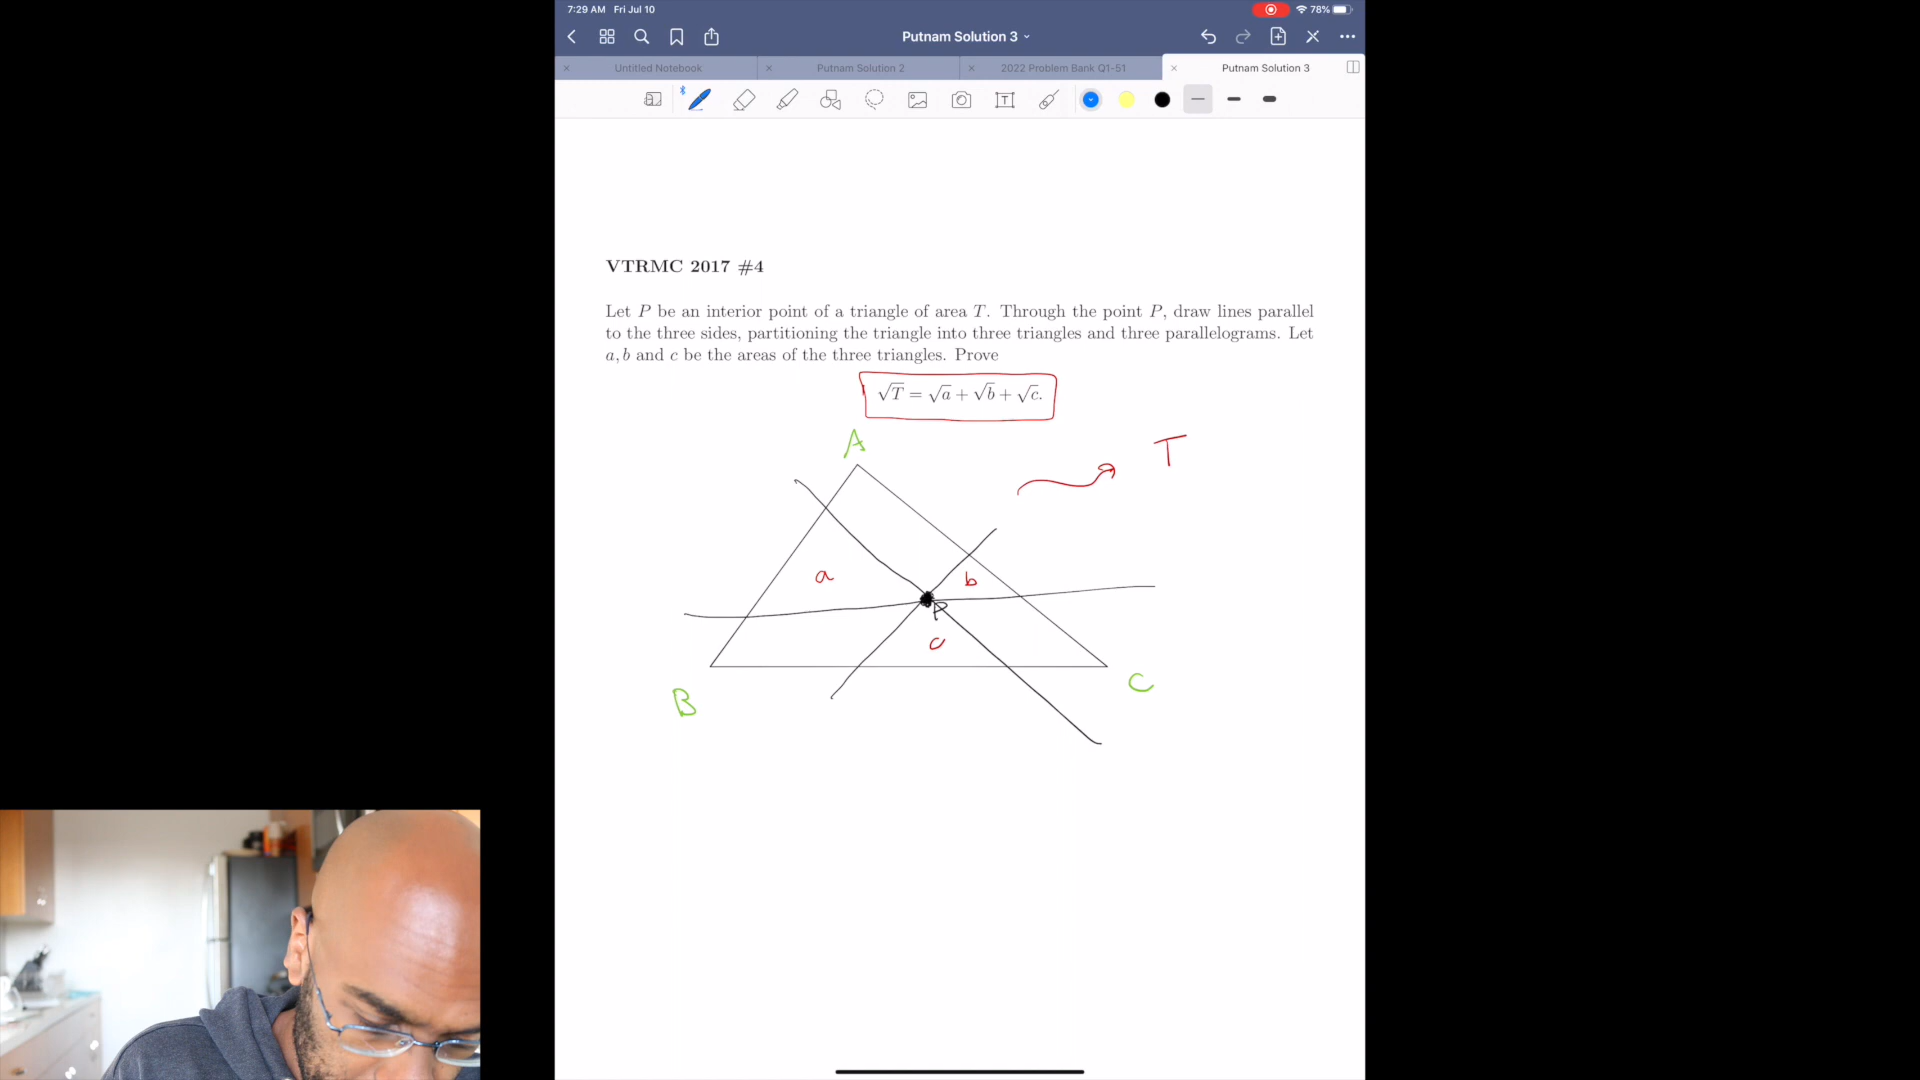 7:29 AM Fri Jul 10
78%
Putnam Solution 3
Untitled Notebook
Putnam Solution 2
2022 Problem Bank Q1-51
Putnam Solution 3
T
VTRMC 2017 #4
Let P be an interior point of a triangle of area T. Through the point P, draw lines parallel
to the three sides, partitioning the triangle into three triangles and three parallelograms. Let
a, b and c be the areas of the three triangles. Prove
√T = √a + √b + √c.
A
T
a
b
P
c
B
C